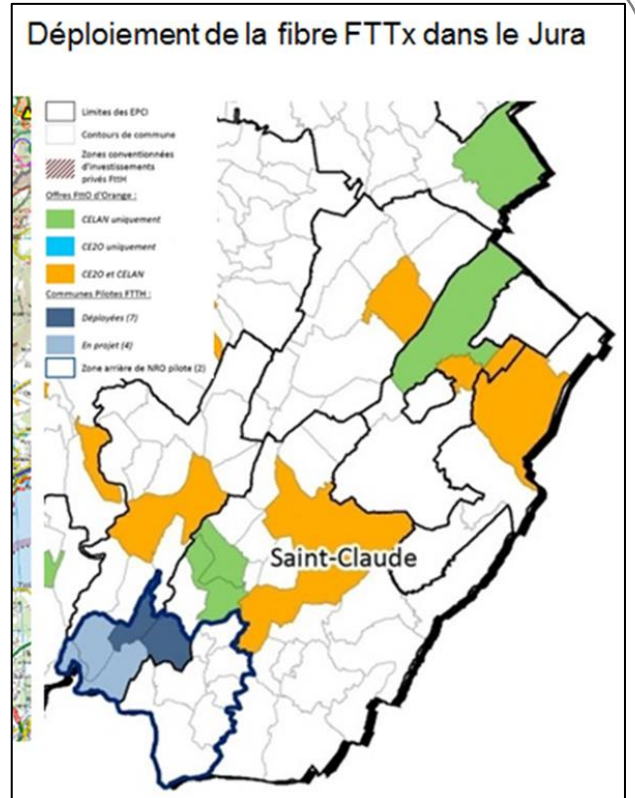 Déploiement de la fibre FTTx dans le Jura
Limites des EPCI
Contours de commune
Zones conventionnées
d'investissements
privés FttH
Offres FttO d'Orange :
CELAN uniquement
CE2O uniquement
CE2O et CELAN
Communes Pilotes FTTH :
Déployées (7)
En projet (4)
Zone arrière de NRO pilote (2)
Saint-Claude